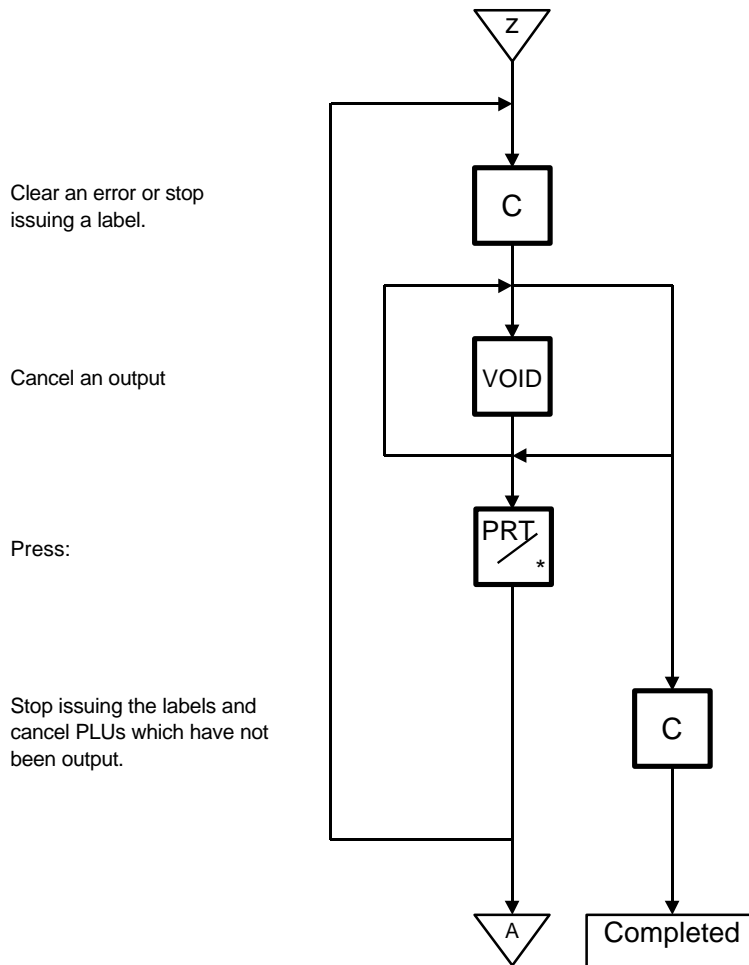 Z
Clear an error or stop
issuing a label.
C
Cancel an output
VOID
Press:
PRT
*
Stop issuing the labels and
cancel PLUs which have not
been output.
C
A
Completed